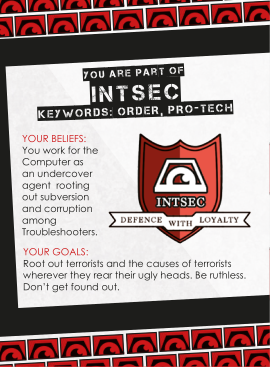 YOU ARE PART OF
INTSEC
KEYWORDS: ORDER, PRO-TECH
YOUR BELIEFS:
You work for the
Computer as
an undercover
agent rooting
out subversion
and corruption
among
Troubleshooters.
INTSEC
DEFENCE WITH LOYALTY
YOUR GOALS:
Root out terrorists and the causes of terrorists
wherever they rear their ugly heads. Be ruthless.
Don't get found out.